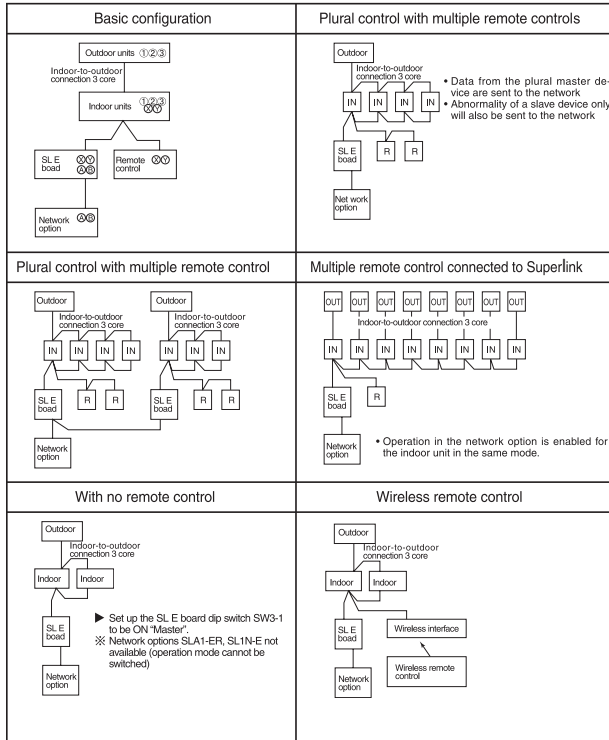 Basic configuration
Outdoor units ①②③
Indoor-to-outdoor
connection 3 core
Indoor units ①②③
ⓍⓎ
SL E
boad
ⓍⓎ
ⒶⒷ
Remote
control
ⓍⓎ
Network
option
ⒶⒷ
Plural control with multiple remote controls
Outdoor
Indoor-to-outdoor
connection 3 core
IN IN IN IN
SL E
boad
R R
Net work
option
• Data from the plural master de-
vice are sent to the network
• Abnormality of a slave device only
will also be sent to the network
Plural control with multiple remote control
Outdoor
Indoor-to-outdoor
connection 3 core
IN IN IN IN
SL E
boad
R R
Network
option
Outdoor
Indoor-to-outdoor
connection 3 core
IN IN IN IN
SL E
boad
R R
Multiple remote control connected to Superlink
OUT OUT OUT OUT OUT OUT OUT OUT
Indoor-to-outdoor connection 3 core
IN IN IN IN IN IN IN IN
SL E
boad
R
Network
option
• Operation in the network option is enabled for
the indoor unit in the same mode.
With no remote control
Outdoor
Indoor-to-outdoor
connection 3 core
Indoor Indoor
SL E
boad
Network
option
▶ Set up the SL E board dip switch SW3-1
to be ON “Master”.
※ Network options SLA1-ER, SL1N-E not
available (operation mode cannot be
switched)
Wireless remote control
Outdoor
Indoor-to-outdoor
connection 3 core
Indoor Indoor
SL E
boad
Wireless interface
Wireless remote
control
Network
option